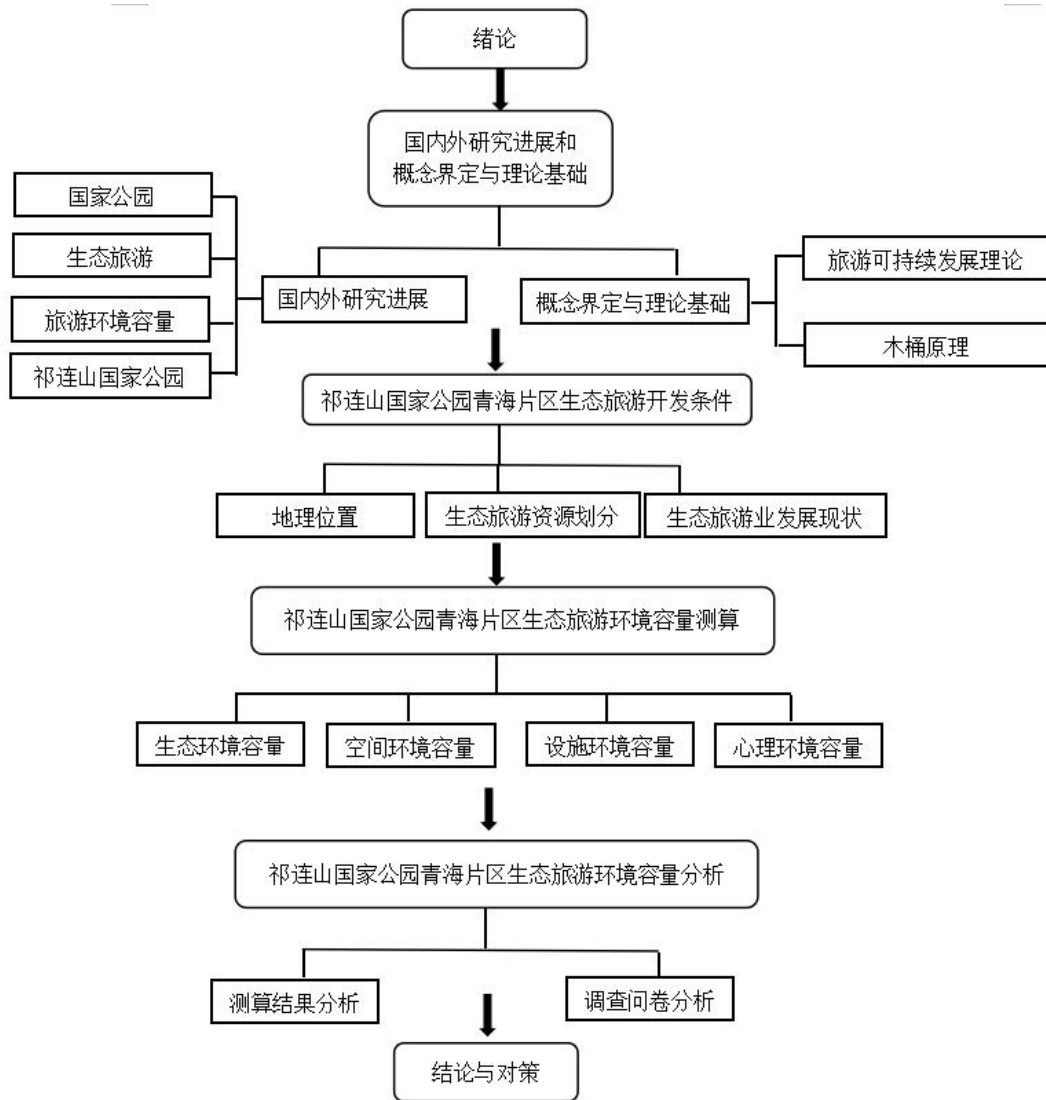 绪论
国内外研究进展和
概念界定与理论基础
国家公园
生态旅游
旅游环境容量
祁连山国家公园
国内外研究进展
概念界定与理论基础
旅游可持续发展理论
木桶原理
祁连山国家公园青海片区生态旅游开发条件
地理位置
生态旅游资源划分
生态旅游业发展现状
祁连山国家公园青海片区生态旅游环境容量测算
生态环境容量
空间环境容量
设施环境容量
心理环境容量
祁连山国家公园青海片区生态旅游环境容量分析
测算结果分析
调查问卷分析
结论与对策